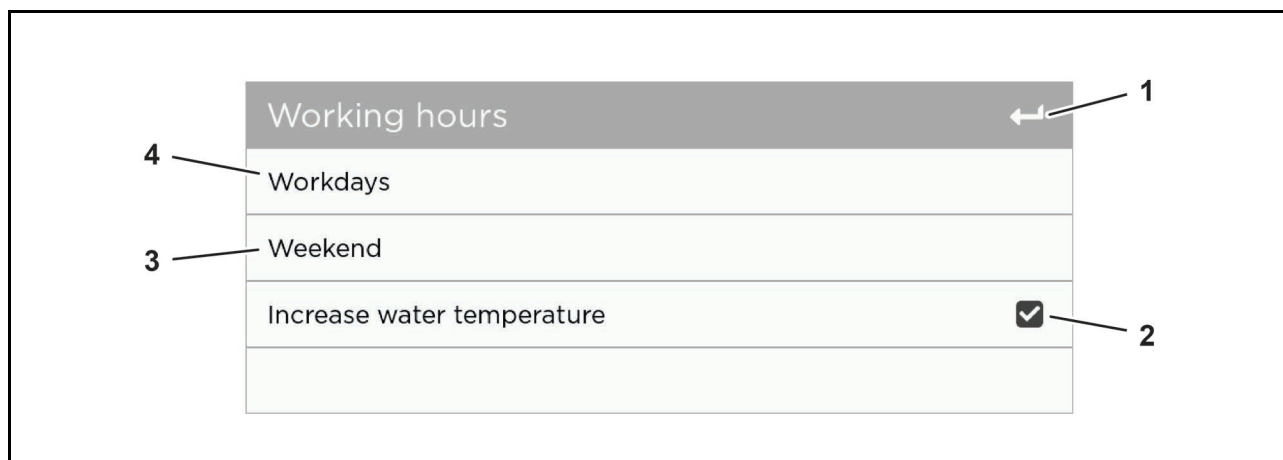 Working hours
1
4
Workdays
3
Weekend
Increase water temperature
2